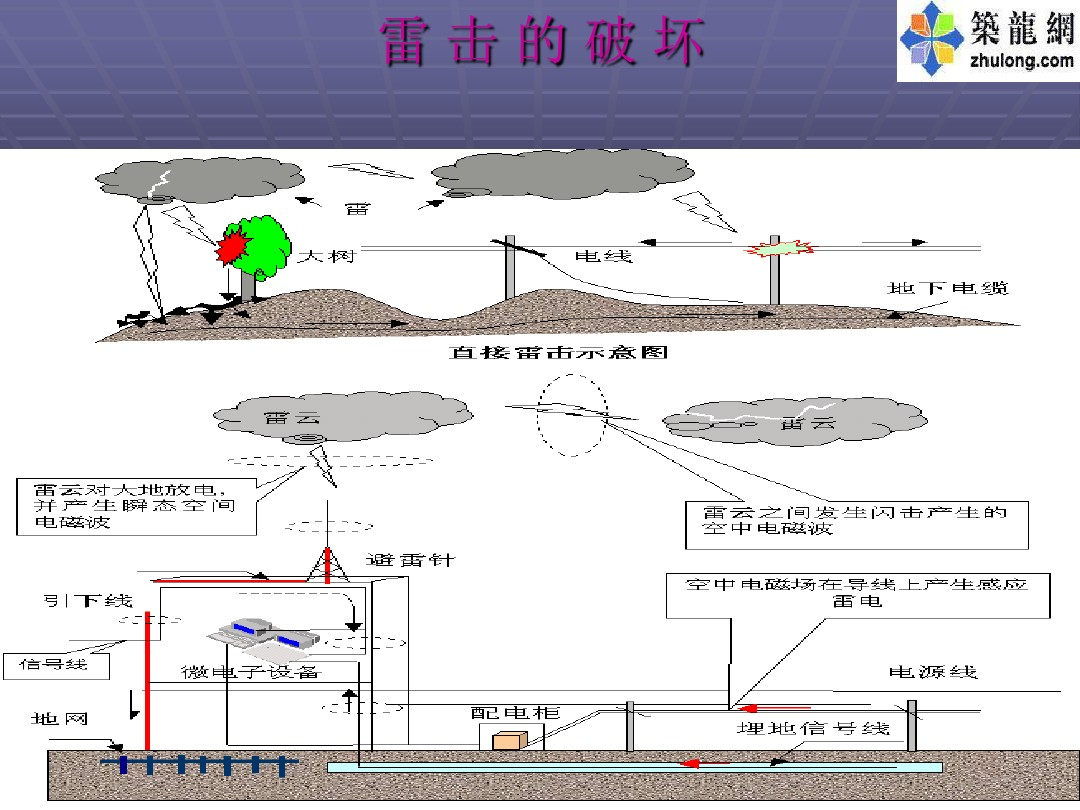 雷击的破坏
築龍網
zhulong.com
雷
大树
电线
地下电缆
直接雷击示意图
雷云
雷云
雷云对大地放电，
并产生瞬态空间
电磁波
雷云之间发生闪击产生的
空中电磁波
避雷针
空中电磁场在导线上产生感应
雷电
引下线
信号线
微电子设备
电源线
地网
配电柜
埋地信号线